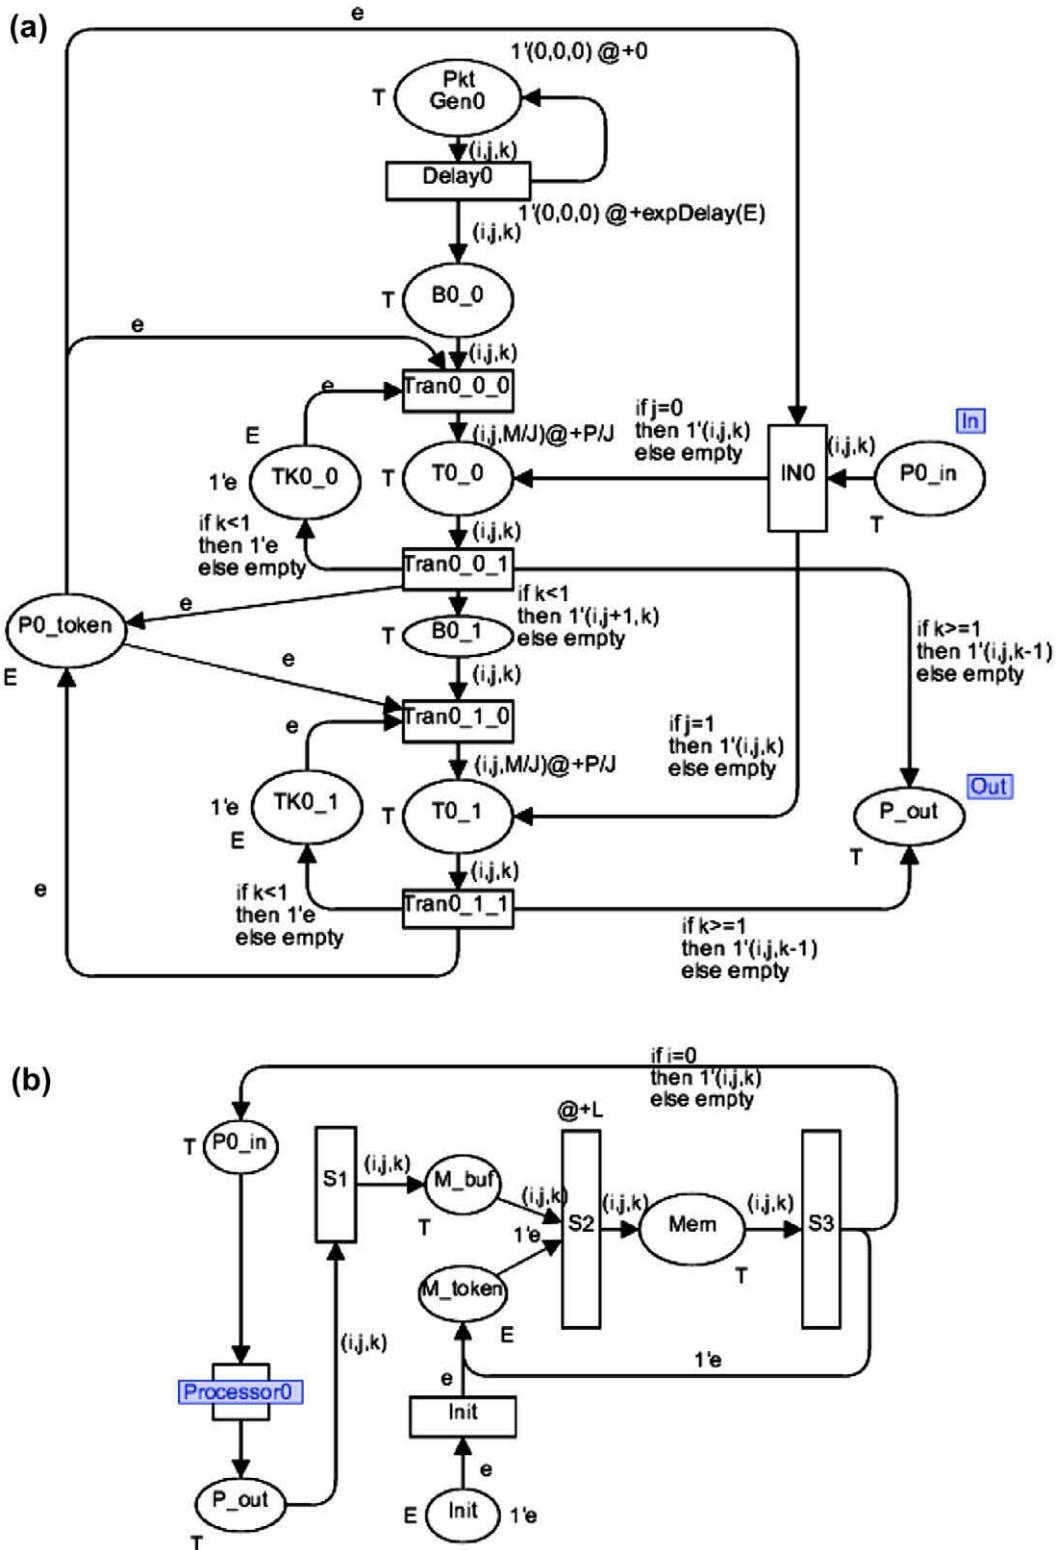 (a)
e
1'(0,0,0) @+0
Pkt
Gen0
T
(i,j,k)
Delay0
1'(0,0,0) @+expDelay(E)
(i,j,k)
B0_0
T
e
(i,j,k)
Tran0_0_0
e
if j=0
then 1'(i,j,k)
else empty
In
(i,j,M/J)@+P/J
(i,j,k)
E
TK0_0
1'e
T
T0_0
IN0
P0_in
T
if k<1
then 1'e
else empty
(i,j,k)
Tran0_0_1
e
if k<1
then 1'(i,j+1,k)
else empty
P0_token
E
T
B0_1
if k>=1
then 1'(i,j,k-1)
else empty
e
(i,j,k)
Tran0_1_0
e
if j=1
then 1'(i,j,k)
else empty
(i,j,M/J)@+P/J
TK0_1
1'e
E
T
T0_1
Out
P_out
T
(i,j,k)
e
if k<1
then 1'e
else empty
Tran0_1_1
if k>=1
then 1'(i,j,k-1)
else empty
(b)
if i=0
then 1'(i,j,k)
else empty
@+L
T
P0_in
S1
(i,j,k)
M_buf
T
(i,j,k)
1'e
S2
(i,j,k)
Mem
T
(i,j,k)
S3
M_token
E
(i,j,k)
1'e
e
Processor0
Init
e
P_out
T
E
Init
1'e